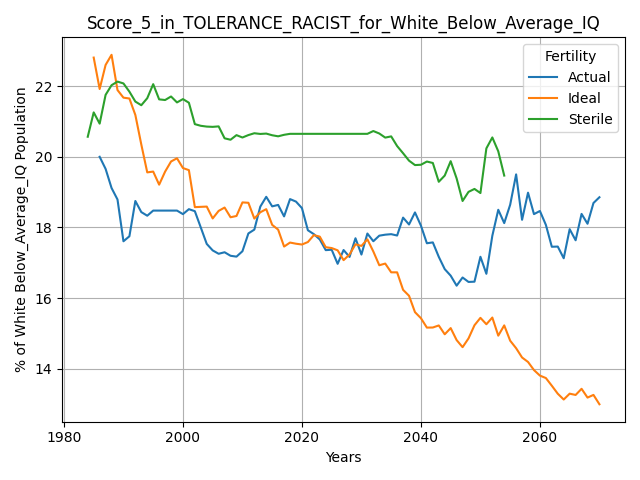 Score_5_in_TOLERANCE_RACIST_for_White_Below_Average_IQ
% of White Below_Average_IQ Population
22
20
18
16
14
1980
2000
2020
2040
2060
Years
Fertility
Actual
Ideal
Sterile